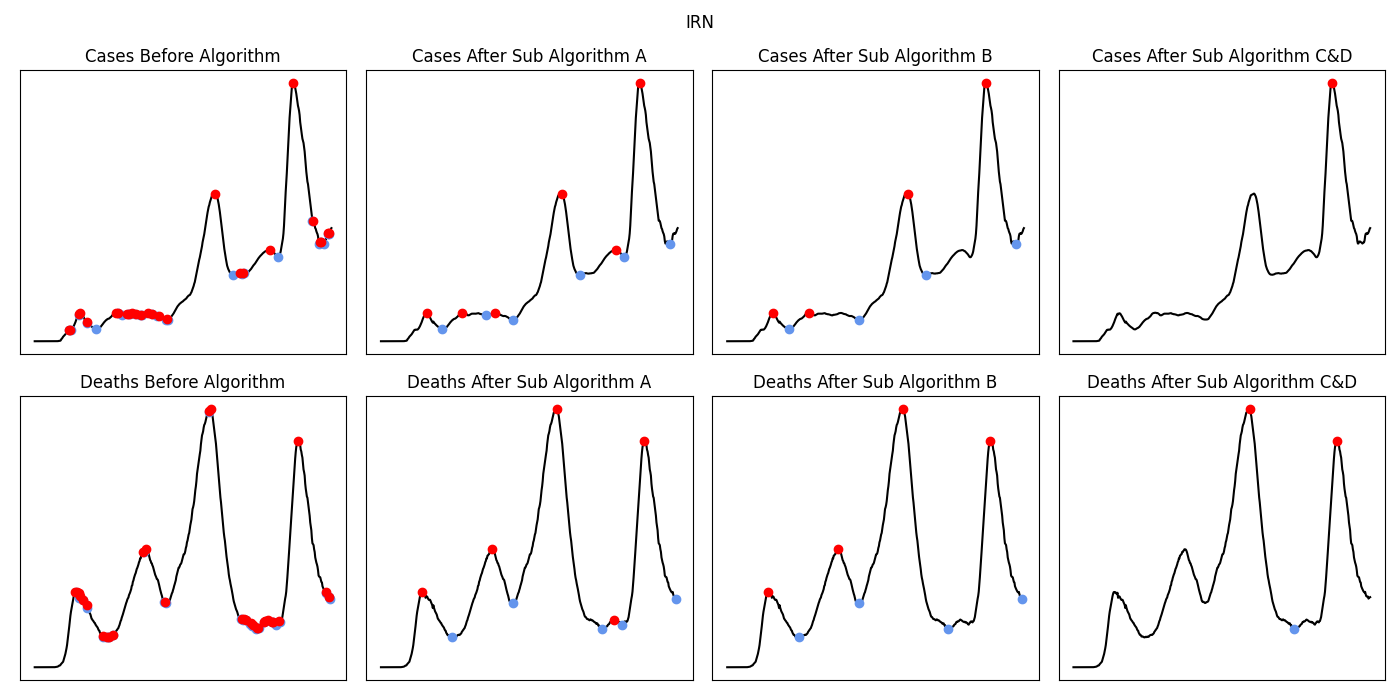 IRN
Cases Before Algorithm
Cases After Sub Algorithm A
Cases After Sub Algorithm B
Cases After Sub Algorithm C&D
Deaths Before Algorithm
Deaths After Sub Algorithm A
Deaths After Sub Algorithm B
Deaths After Sub Algorithm C&D